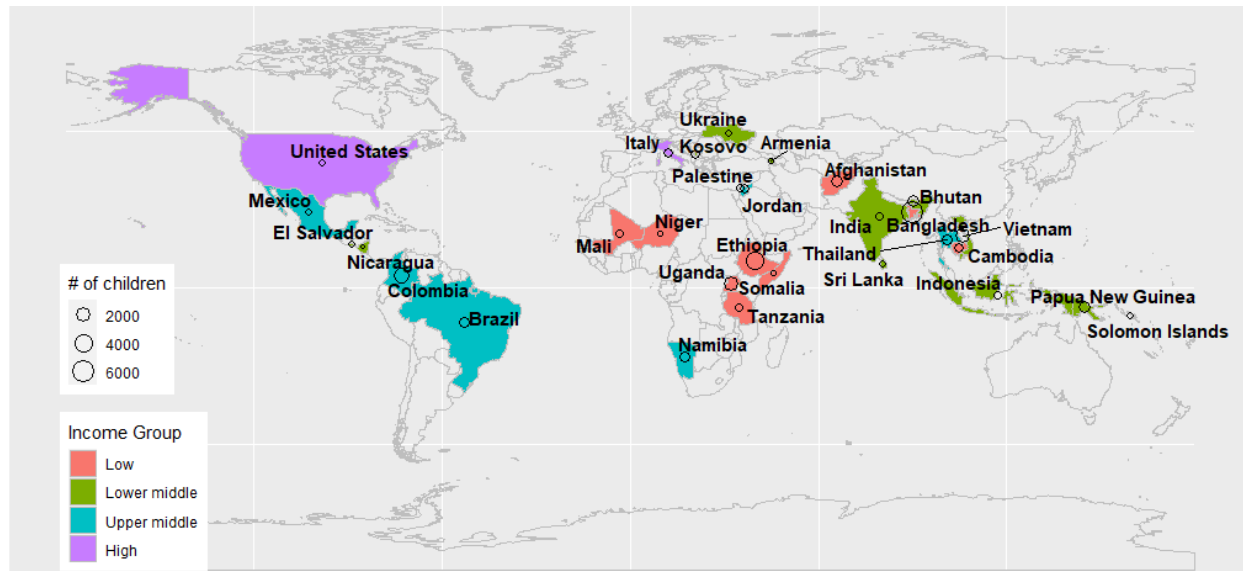 Ukraine
Italy
Kosovo
Armenia
United States
Palestine
Afghanistan
Mexico
Jordan
Bhutan
El Salvador
Niger
India
Bangladesh
Mali
Ethiopia
Vietnam
Nicaragua
Thailand
Cambodia
Uganda
Sri Lanka
Colombia
Somalia
Indonesia
Brazil
Tanzania
Papua New Guinea
Solomon Islands
Namibia
# of children
2000
4000
6000
Income Group
Low
Lower middle
Upper middle
High